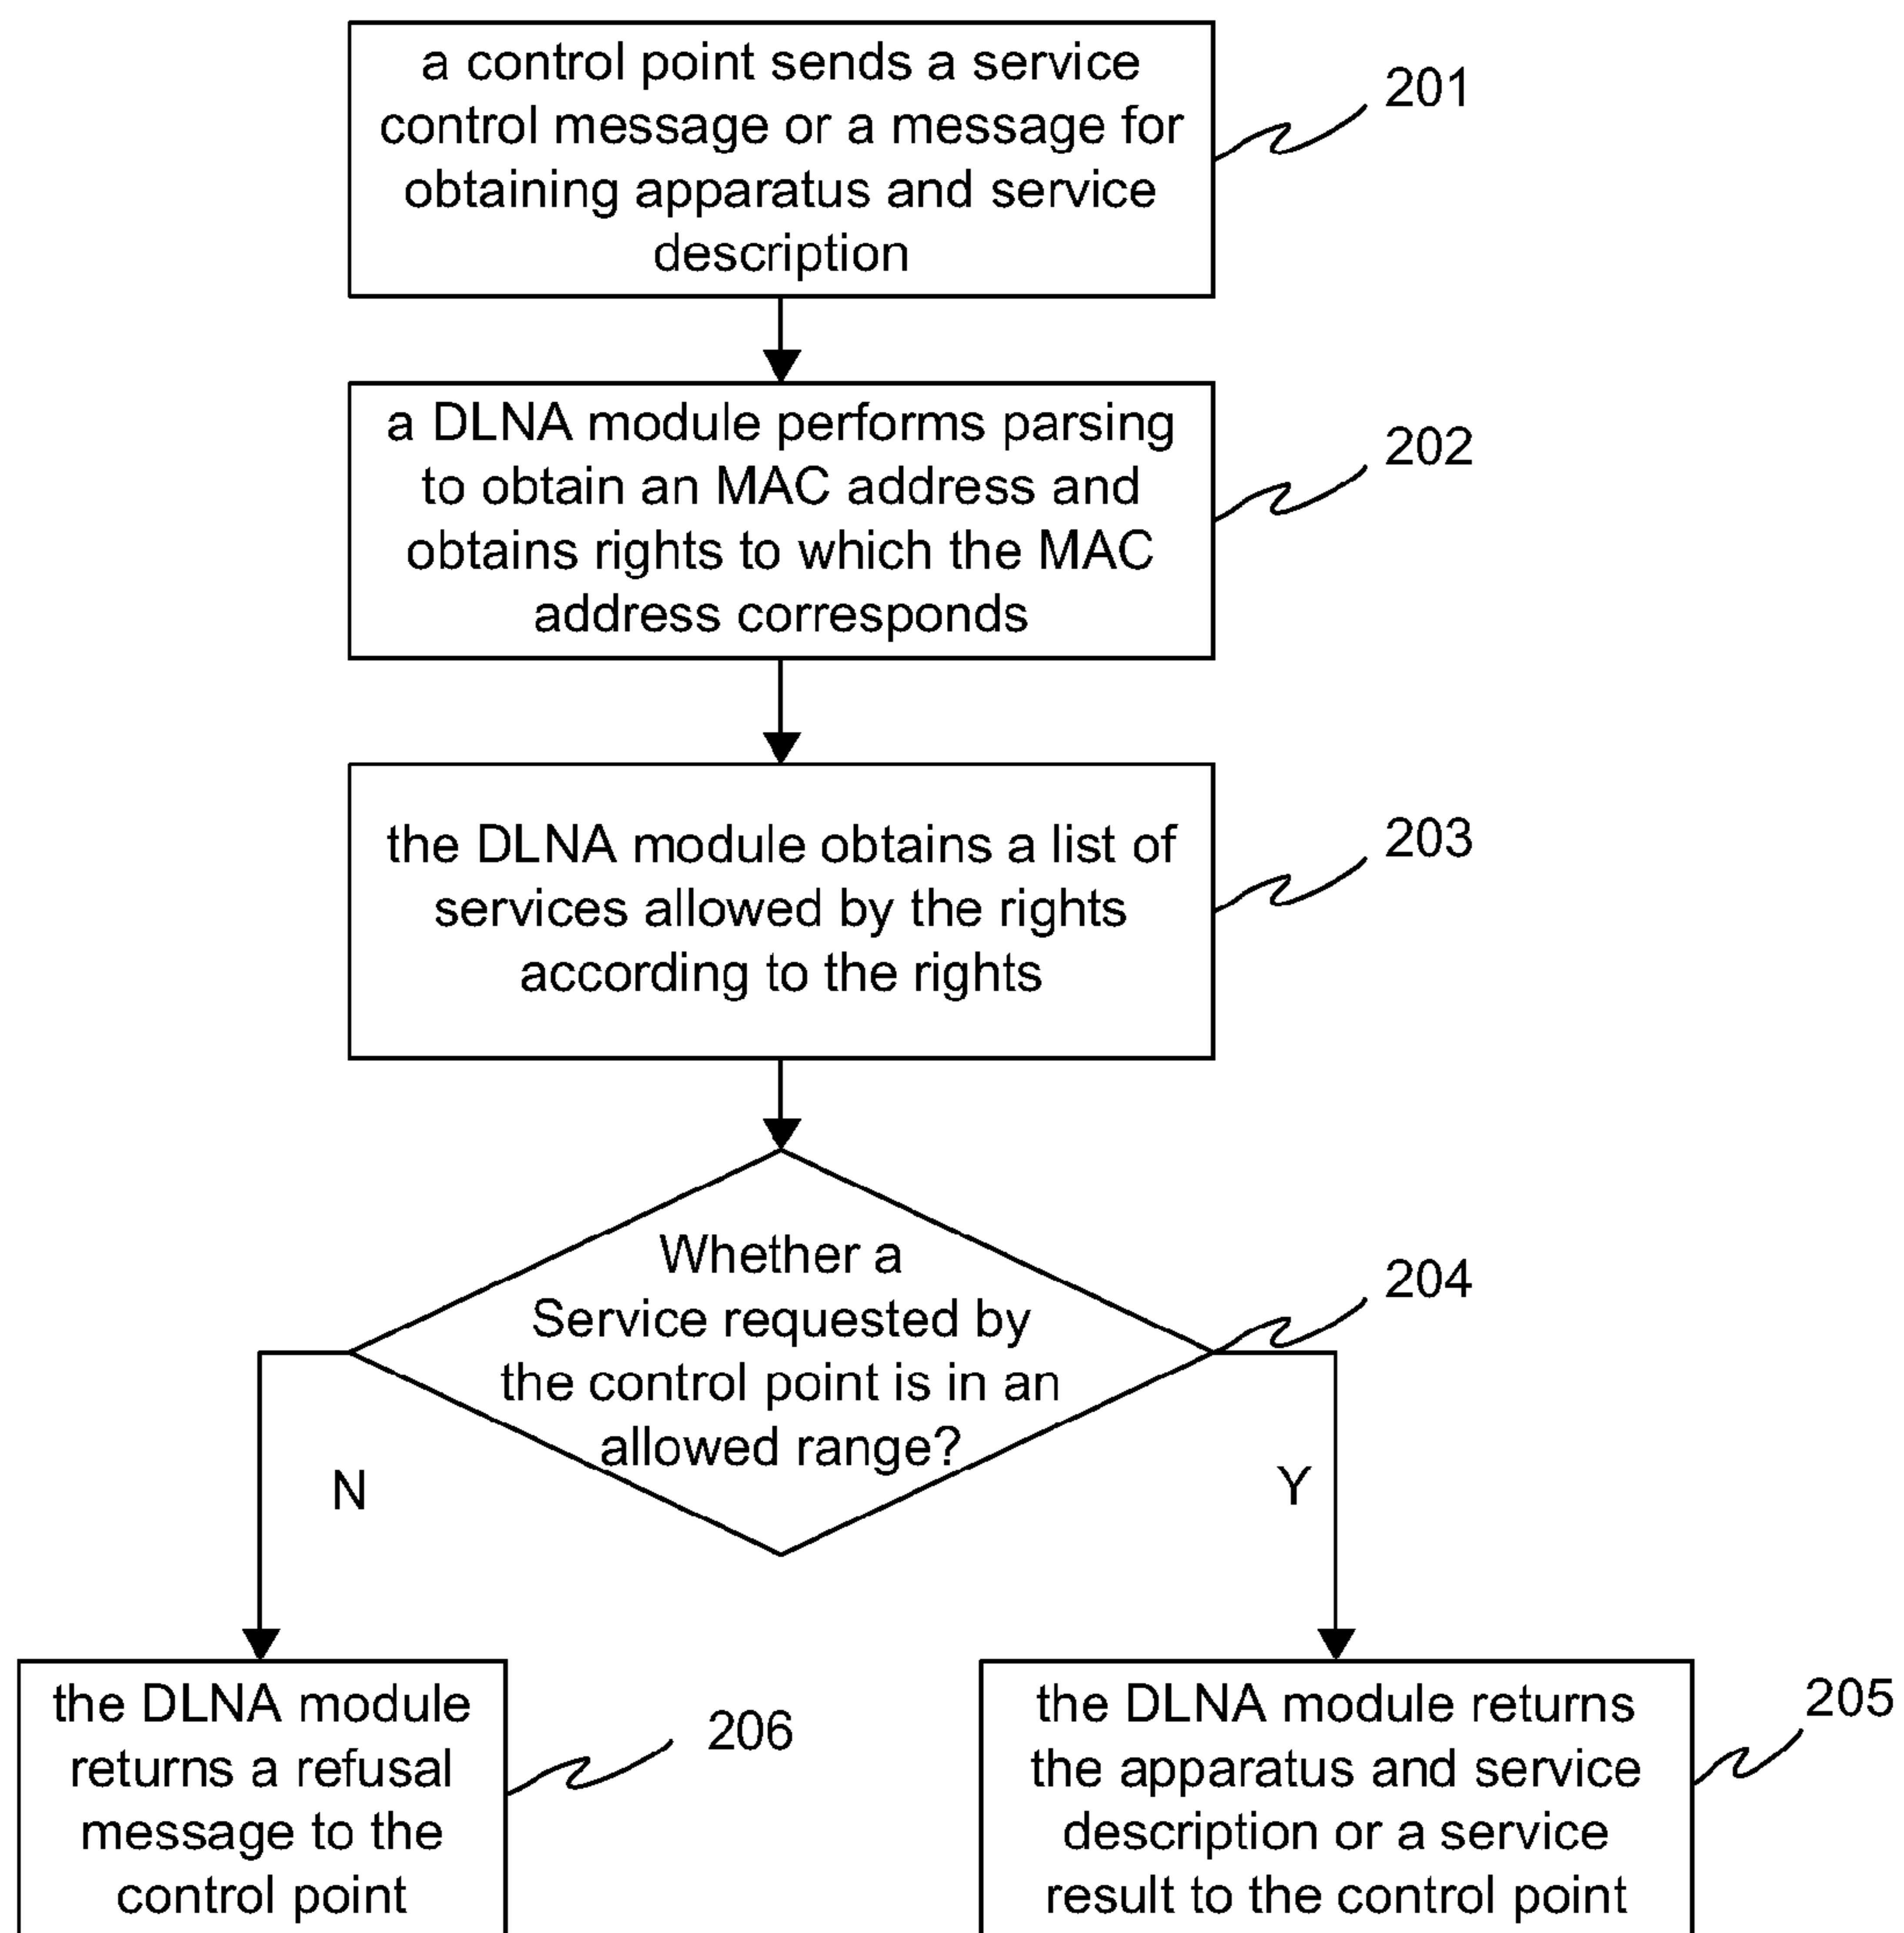 a control point sends a service
control message or a message for
obtaining apparatus and service
description
201
a DLNA module performs parsing
to obtain an MAC address and
obtains rights to which the MAC
address corresponds
202
the DLNA module obtains a list of
services allowed by the rights
according to the rights
203
Whether a
Service requested by
the control point is in an
allowed range?
204
N
Y
the DLNA module
returns a refusal
message to the
control point
206
the DLNA module returns
the apparatus and service
description or a service
result to the control point
205